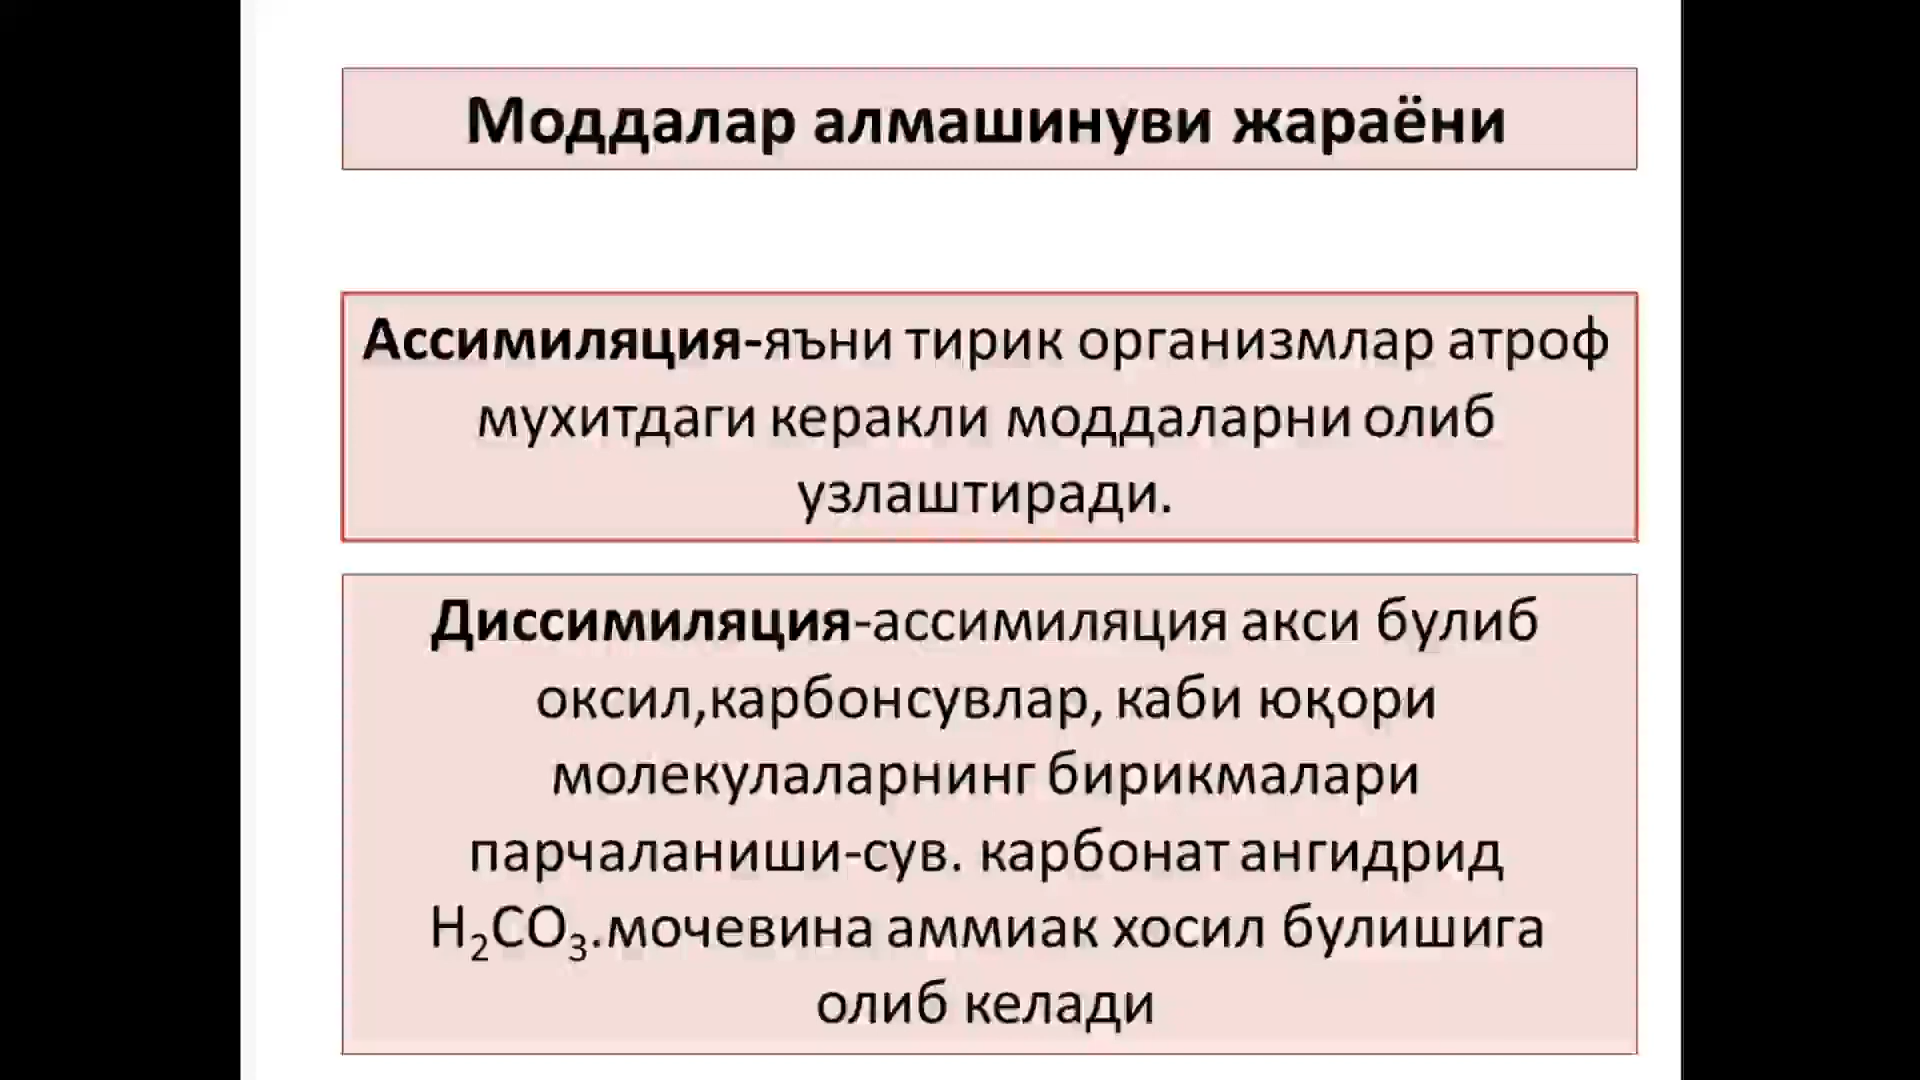 Моддалар алмашинуви жараёни
Ассимиляция-яъни тирик организмлар атроф
мухитдаги керакли моддаларни олиб
узлаштиради.
Диссимиляция-ассимиляция акси булиб
оксил,карбонсувлар, каби юқори
молекулаларнинг бирикмалари
парчаланиши-сув. карбонат ангидрид
H₂CO₃.мочевина аммиак хосил булишига
олиб келади